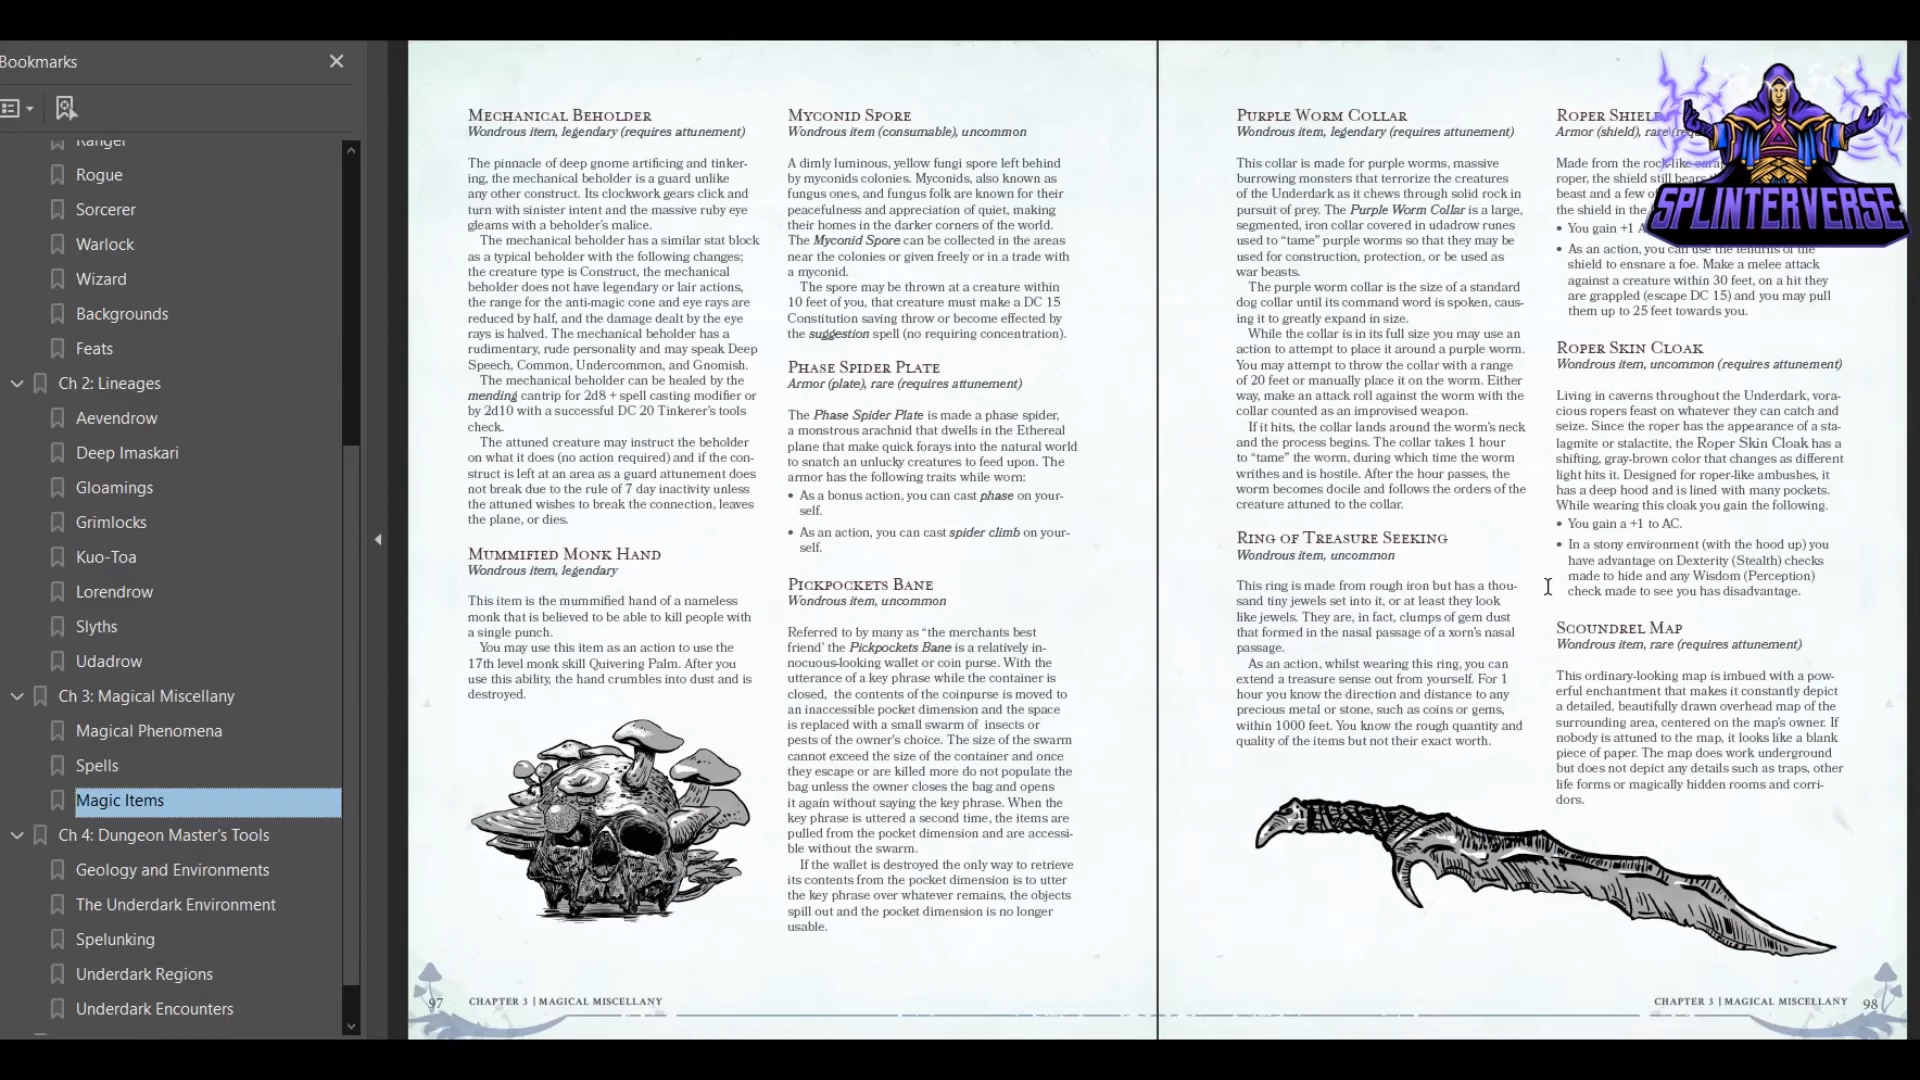 Bookmarks
Ranger
Rogue
Sorcerer
Warlock
Wizard
Backgrounds
Feats
Ch 2: Lineages
Aevendrow
Deep Imaskari
Gloamings
Grimlocks
Kuo-Toa
Lorendrow
Slyths
Udadrow
Ch 3: Magical Miscellany
Magical Phenomena
Spells
Magic Items
Ch 4: Dungeon Master's Tools
Geology and Environments
The Underdark Environment
Spelunking
Underdark Regions
Underdark Encounters
Mechanical Beholder
Wondrous item, legendary (requires attunement)
The pinnacle of deep gnome artificing and tinker-
ing, the mechanical beholder is a guard unlike
any other construct. Its clockwork gears click and
turn with sinister intent and the massive ruby eye
gleams with a beholder's malice.
The mechanical beholder has a similar stat block
as a typical beholder with the following changes;
the creature type is Construct, the mechanical
beholder does not have legendary or lair actions,
the range for the anti-magic cone and eye rays are
reduced by half, and the damage dealt by the eye
rays is halved. The mechanical beholder has a
rudimentary, rude personality and may speak Deep
Speech, Common, Undercommon, and Gnomish.
The mechanical beholder can be healed by the
mending cantrip for 2d8 + spell casting modifier or
by 2d10 with a successful DC 20 Tinkerer's tools
check.
The attuned creature may instruct the beholder
on what it does (no action required) and if the con-
struct is left at an area as a guard attunement does
not break due to the rule of 7 day inactivity unless
the attuned wishes to break the connection, leaves
the plane, or dies.
Mummified Monk Hand
Wondrous item, legendary
This item is the mummified hand of a nameless
monk that is believed to be able to kill people with
a single punch.
You may use this item as an action to use the
17th level monk skill Quivering Palm. After you
use this ability, the hand crumbles into dust and is
destroyed.
Myconid Spore
Wondrous item (consumable), uncommon
A dimly luminous, yellow fungi spore left behind
by myconids colonies. Myconids, also known as
fungus ones, and fungus folk are known for their
peacefulness and appreciation of quiet, making
their homes in the darker corners of the world.
The Myconid Spore can be collected in the areas
near the colonies or given freely or in a trade with
a myconid.
The spore may be thrown at a creature within
10 feet of you, that creature must make a DC 15
Constitution saving throw or become effected by
the suggestion spell (no requiring concentration).
Phase Spider Plate
Armor (plate), rare (requires attunement)
The Phase Spider Plate is made a phase spider,
a monstrous arachnid that dwells in the Ethereal
plane that make quick forays into the natural world
to snatch an unlucky creatures to feed upon. The
armor has the following traits while worn:
• As a bonus action, you can cast phase on your-
self.
• As an action, you can cast spider climb on your-
self.
Pickpockets Bane
Wondrous item, uncommon
Referred to by many as "the merchants best
friend' the Pickpockets Bane is a relatively in-
nocuous-looking wallet or coin purse. With the
utterance of a key phrase while the container is
closed, the contents of the coinpurse is moved to
an inaccessible pocket dimension and the space
is replaced with a small swarm of insects or
pests of the owner's choice. The size of the swarm
cannot exceed the size of the container and once
they escape or are killed more do not populate the
bag unless the owner closes the bag and opens
it again without saying the key phrase. When the
key phrase is uttered a second time, the items are
pulled from the pocket dimension and are accessi-
ble without the swarm.
If the wallet is destroyed the only way to retrieve
its contents from the pocket dimension is to utter
the key phrase over whatever remains, the objects
spill out and the pocket dimension is no longer
usable.
97 Chapter 3 | Magical Miscellany
Purple Worm Collar
Wondrous item, legendary (requires attunement)
This collar is made for purple worms, massive
burrowing monsters that terrorize the creatures
of the Underdark as it chews through solid rock in
pursuit of prey. The Purple Worm Collar is a large,
segmented, iron collar covered in udadrow runes
used to "tame" purple worms so that they may be
used for construction, protection, or be used as
war beasts.
The purple worm collar is the size of a standard
dog collar until its command word is spoken, caus-
ing it to greatly expand in size.
While the collar is in its full size you may use an
action to attempt to place it around a purple worm.
You may attempt to throw the collar with a range
of 20 feet or manually place it on the worm. Either
way, make an attack roll against the worm with the
collar counted as an improvised weapon.
If it hits, the collar lands around the worm's neck
and the process begins. The collar takes 1 hour
to "tame" the worm, during which time the worm
writhes and is hostile. After the hour passes, the
worm becomes docile and follows the orders of the
creature attuned to the collar.
Ring of Treasure Seeking
Wondrous item, uncommon
This ring is made from rough iron but has a thou-
sand tiny jewels set into it, or at least they look
like jewels. They are, in fact, clumps of gem dust
that formed in the nasal passage of a xorn's nasal
passage.
As an action, whilst wearing this ring, you can
extend a treasure sense out from yourself. For 1
hour you know the direction and distance to any
precious metal or stone, such as coins or gems,
within 1000 feet. You know the rough quantity and
quality of the items but not their exact worth.
Roper Shield
Armor (shield), rare
Made from the rock-like
roper, the shield still bears
beast and a few of
the shield in the
• You gain +1
• As an action, you can use the tendrils of the
shield to ensnare a foe. Make a melee attack
against a creature within 30 feet, on a hit they
are grappled (escape DC 15) and you may pull
them up to 25 feet towards you.
Roper Skin Cloak
Wondrous item, uncommon (requires attunement)
Living in caverns throughout the Underdark, vora-
cious ropers feast on whatever they can catch and
seize. Since the roper has the appearance of a sta-
lagmite or stalactite, the Roper Skin Cloak has a
shifting, gray-brown color that changes as different
light hits it. Designed for roper-like ambushes, it
has a deep hood and is lined with many pockets.
While wearing this cloak you gain the following.
• You gain a +1 to AC.
• In a stony environment (with the hood up) you
have advantage on Dexterity (Stealth) checks
made to hide and any Wisdom (Perception)
check made to see you has disadvantage.
Scoundrel Map
Wondrous item, rare (requires attunement)
This ordinary-looking map is imbued with a pow-
erful enchantment that makes it constantly depict
a detailed, beautifully drawn overhead map of the
surrounding area, centered on the map's owner. If
nobody is attuned to the map, it looks like a blank
piece of paper. The map does work underground
but does not depict any details such as traps, other
life forms or magically hidden rooms and corri-
dors.
Chapter 3 | Magical Miscellany 98
SPLINTERVERSE